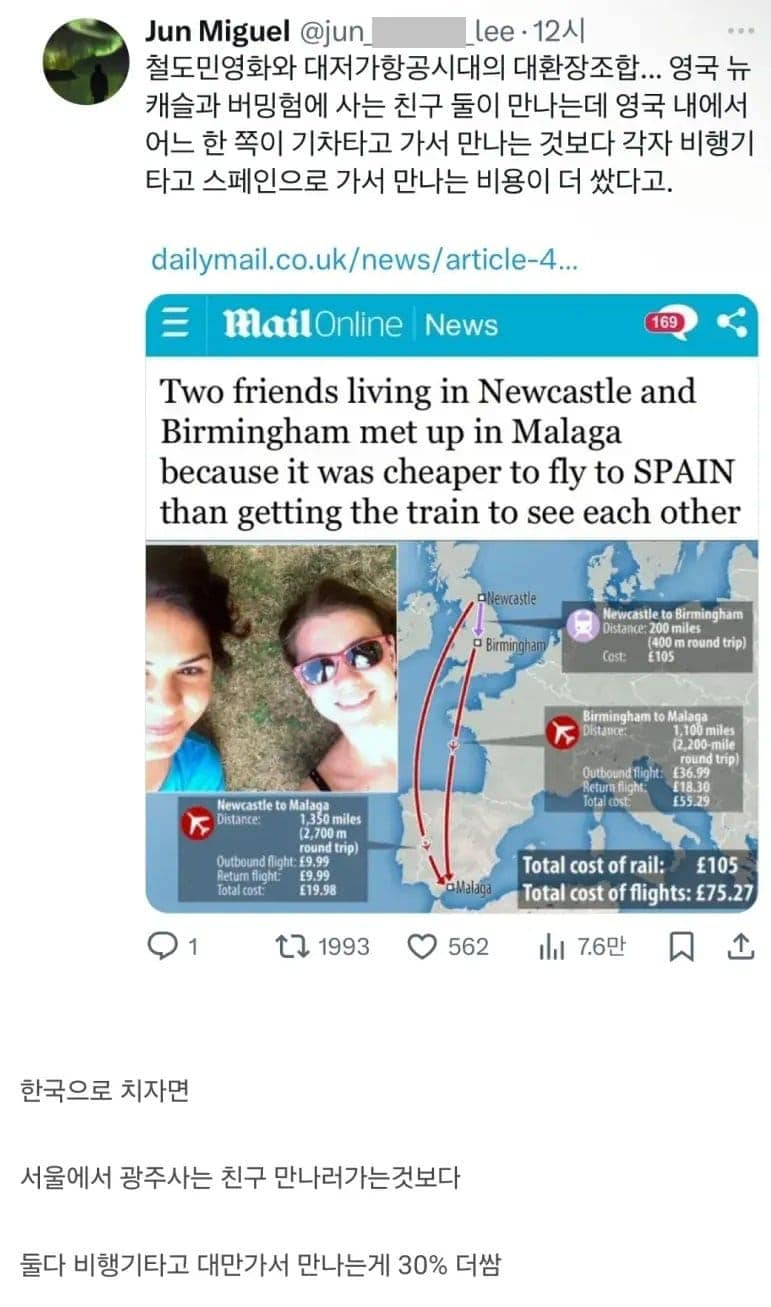 Jun Miguel @jun_ _lee · 12시
철도민영화와 대저가항공시대의 대환장조합... 영국 뉴
캐슬과 버밍험에 사는 친구 둘이 만나는데 영국 내에서
어느 한 쪽이 기차타고 가서 만나는 것보다 각자 비행기
타고 스페인으로 가서 만나는 비용이 더 쌌다고.
dailymail.co.uk/news/article-4...
Mail Online News 169
Two friends living in Newcastle and
Birmingham met up in Malaga
because it was cheaper to fly to SPAIN
than getting the train to see each other
Newcastle
Birmingham
Newcastle to Birmingham
Distance: 200 miles
(400 m round trip)
Cost: £105
Birmingham to Malaga
Distance: 1,100 miles
(2,200-mile
round trip)
Outbound flight: £36.99
Return flight: £18.30
Total cost: £55.29
Newcastle to Malaga
Distance: 1,350 miles
(2,700 m
round trip)
Outbound flight: £9.99
Return flight: £9.99
Total cost: £19.98
Malaga
Total cost of rail: £105
Total cost of flights: £75.27
1 1993 562 7.6만
한국으로 치자면
서울에서 광주사는 친구 만나러가는것보다
둘다 비행기타고 대만가서 만나는게 30% 더쌈